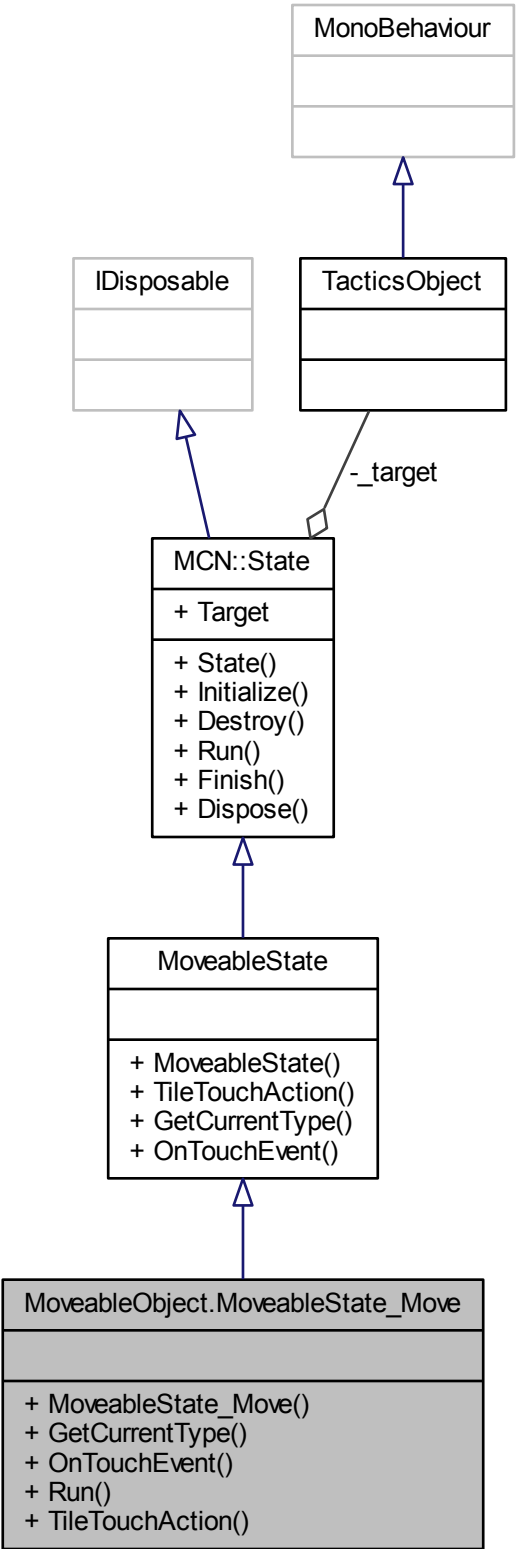 MonoBehaviour
IDisposable
TacticsObject
-_target
MCN::State
+ Target
+ State()
+ Initialize()
+ Destroy()
+ Run()
+ Finish()
+ Dispose()
MoveableState
+ MoveableState()
+ TileTouchAction()
+ GetCurrentType()
+ OnTouchEvent()
MoveableObject.MoveableState_Move
+ MoveableState_Move()
+ GetCurrentType()
+ OnTouchEvent()
+ Run()
+ TileTouchAction()